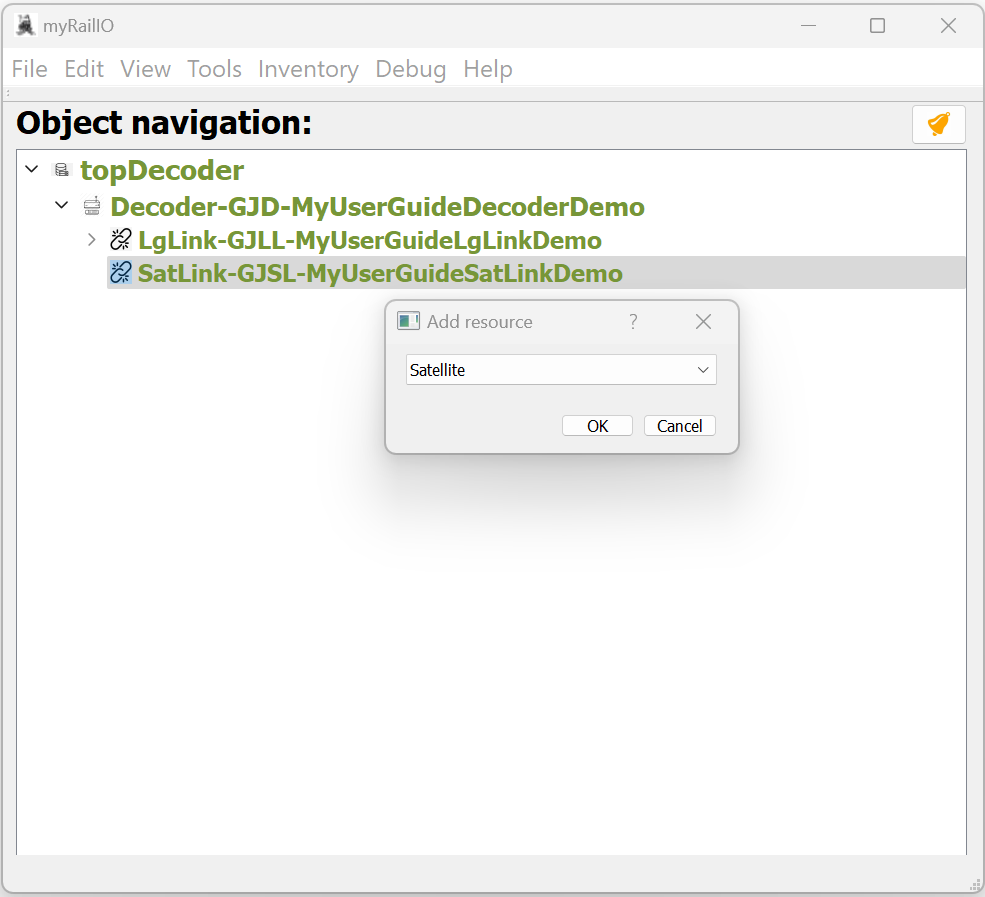 myRailIO
File Edit View Tools Inventory Debug Help
Object navigation:
topDecoder
Decoder-GJD-MyUserGuideDecoderDemo
LgLink-GJLL-MyUserGuideLgLinkDemo
SatLink-GJSL-MyUserGuideSatLinkDemo
Add resource ?
Satellite
OK Cancel